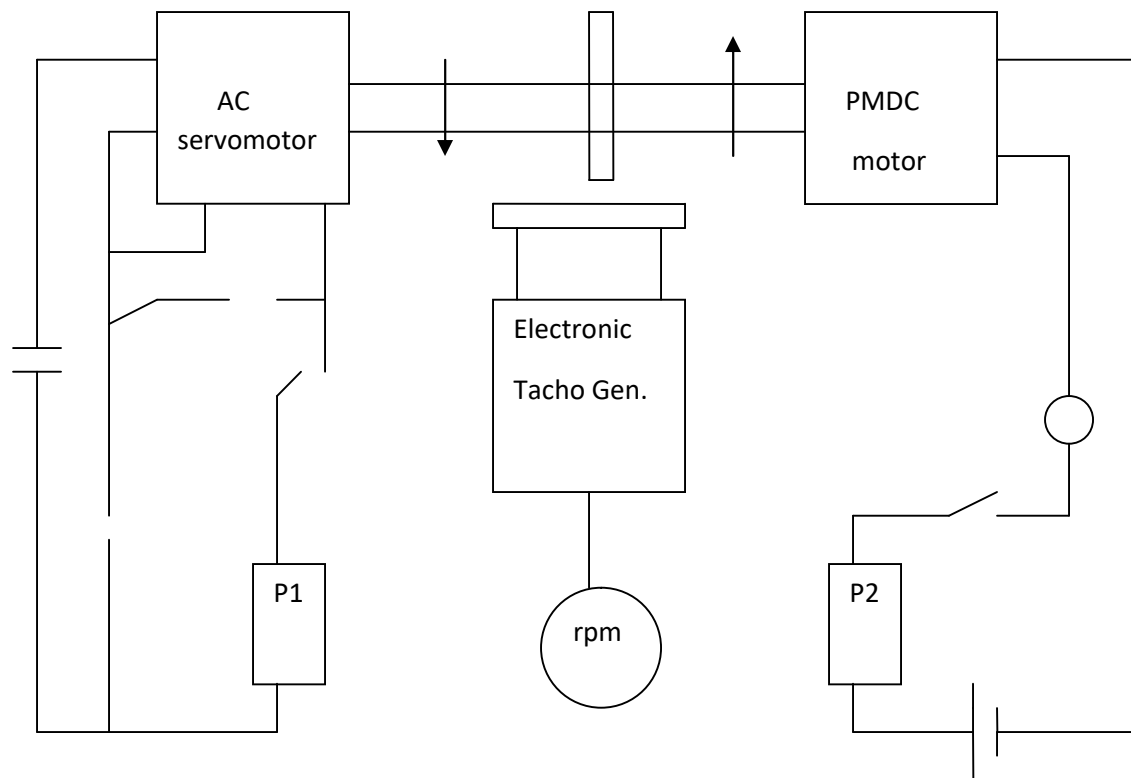 AC
servomotor
PMDC
motor
Electronic
Tacho Gen.
P1
rpm
P2